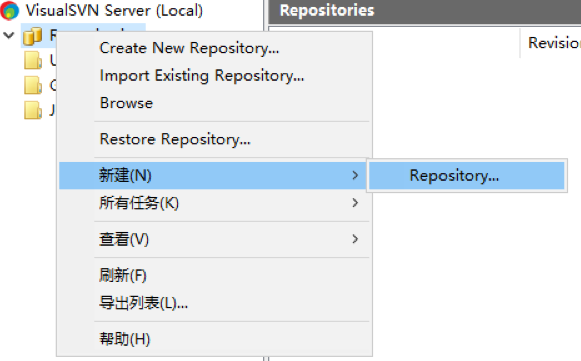 VisualSVN Server (Local)
Repositories
Revision
Create New Repository...
Import Existing Repository...
Browse
Restore Repository...
新建(N)
Repository...
所有任务(K)
查看(V)
刷新(F)
导出列表(L)...
帮助(H)